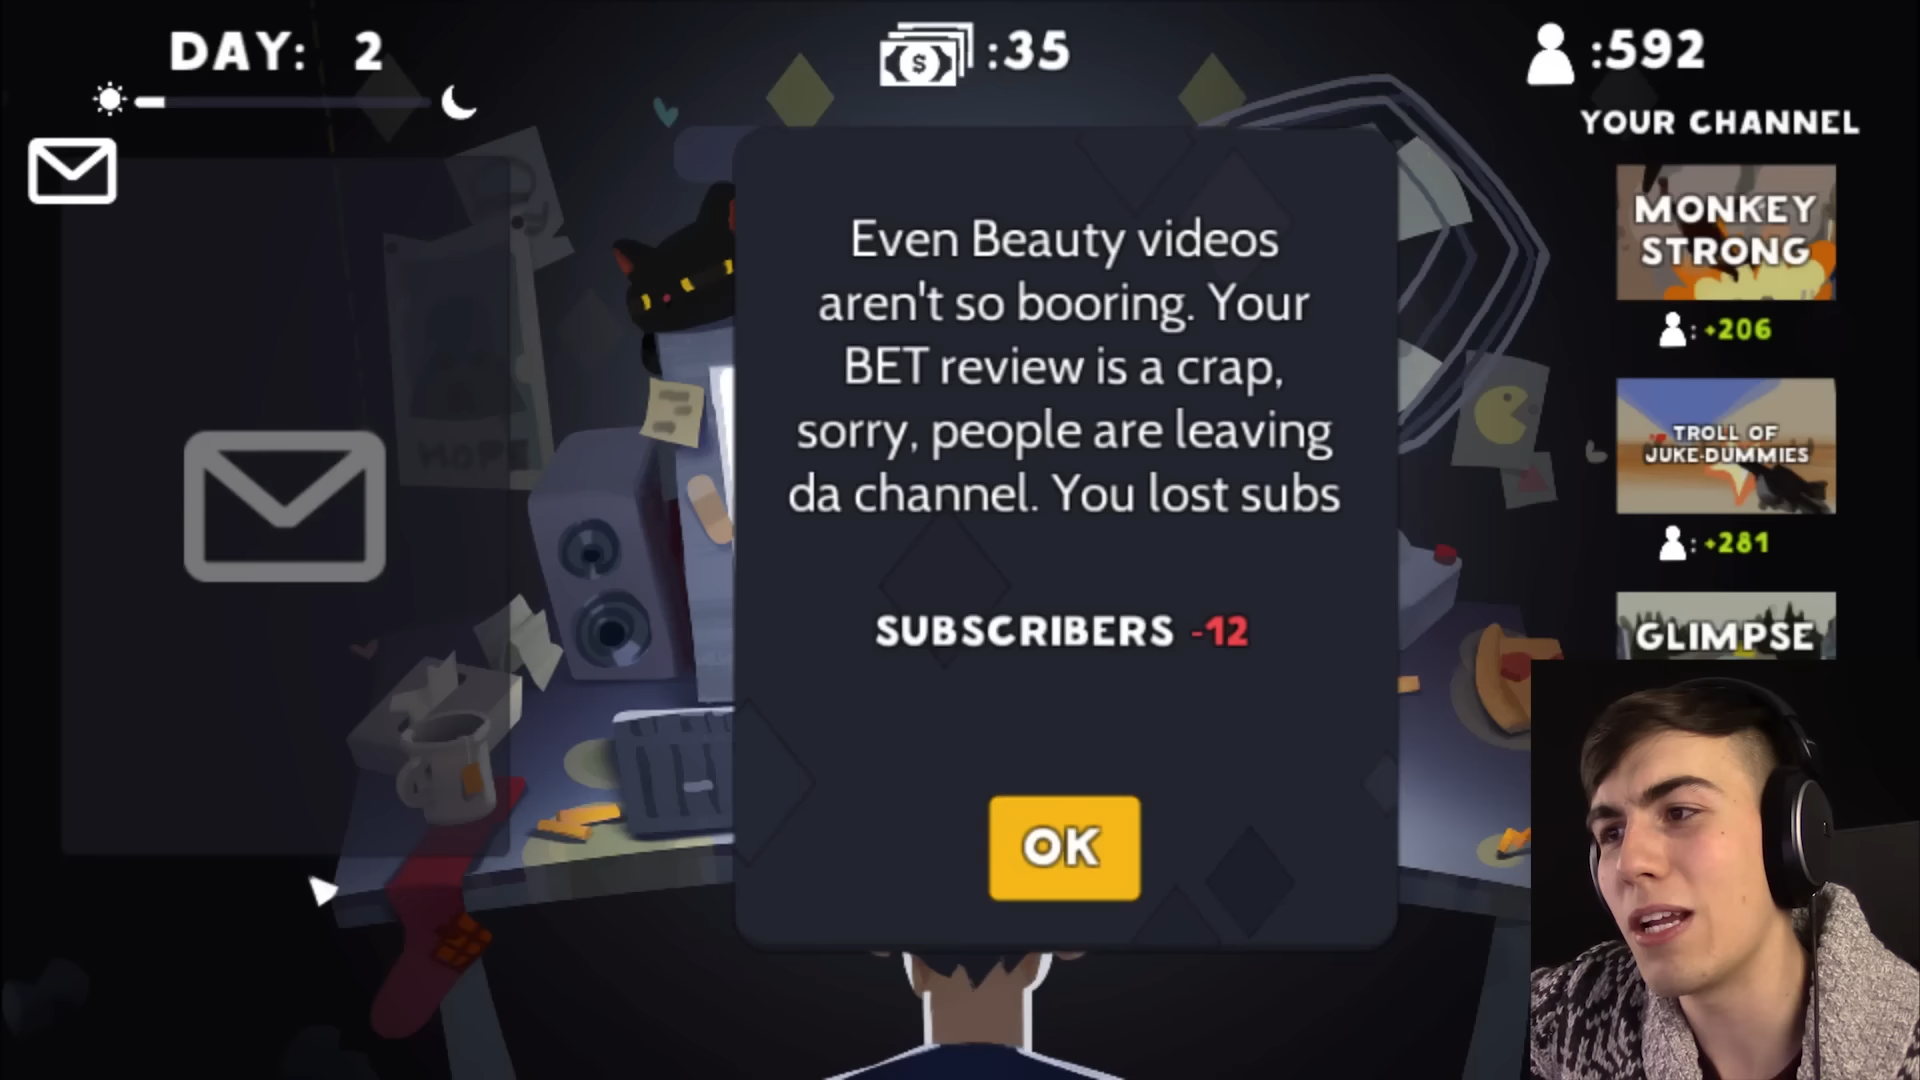 DAY: 2
:35
:592
YOUR CHANNEL
MONKEY
STRONG
: +206
TROLL OF
JUKE-DUMMIES
: +281
GLIMPSE
HOPE
Even Beauty videos
aren't so booring. Your
BET review is a crap,
sorry, people are leaving
da channel. You lost subs
SUBSCRIBERS -12
OK